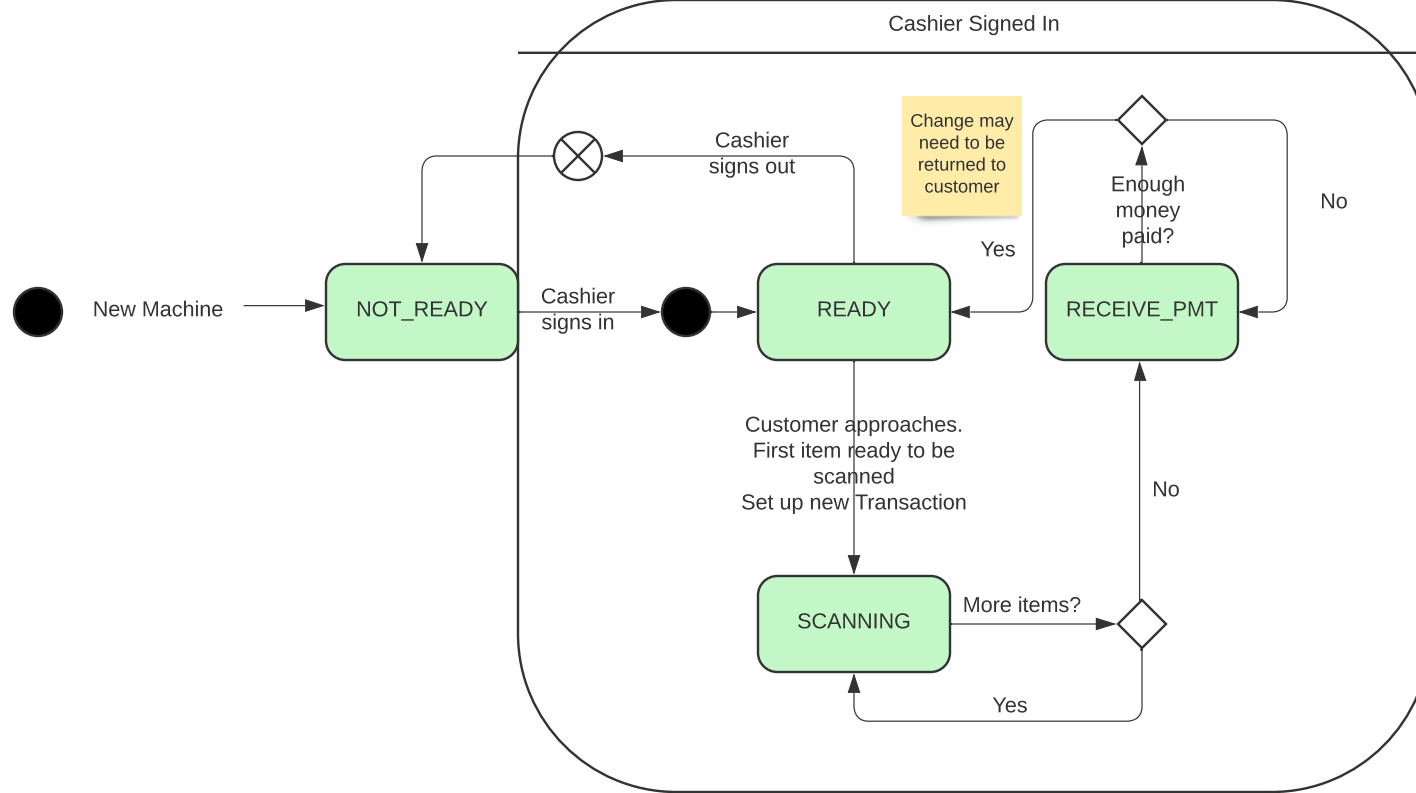 Cashier Signed In
Change may
need to be
returned to
customer
Cashier
signs out
Enough
money
paid?
No
Yes
New Machine
NOT_READY
Cashier
signs in
READY
RECEIVE_PMT
Customer approaches.
First item ready to be
scanned
Set up new Transaction
No
SCANNING
More items?
Yes